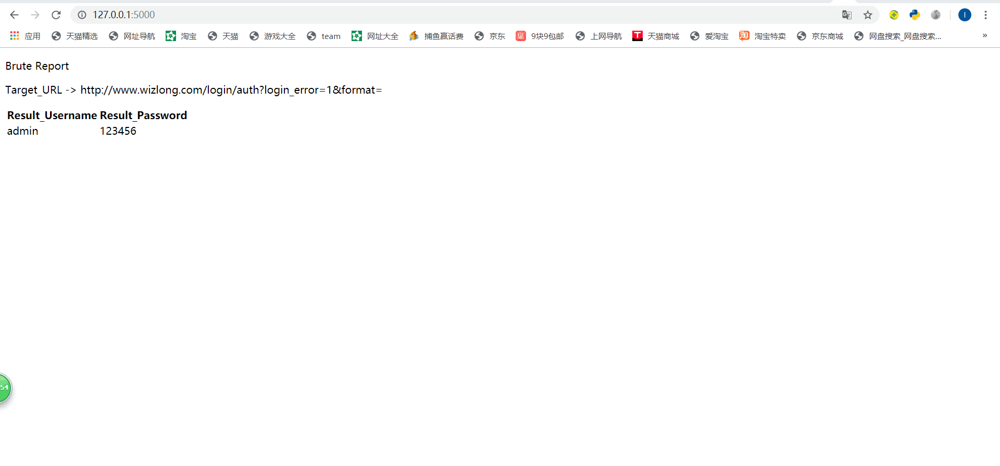 127.0.0.1:5000
应用 天猫精选 网址导航 淘宝 天猫 游戏大全 team 网址大全 捕鱼赢话费 京东 惠 9块9包邮 上网导航 T 天猫商城 爱淘宝 淘 淘宝特卖 京东商城 网盘搜索_网盘搜索... »
Brute Report
Target_URL -> http://www.wizlong.com/login/auth?login_error=1&format=
Result_Username Result_Password
admin 123456
54